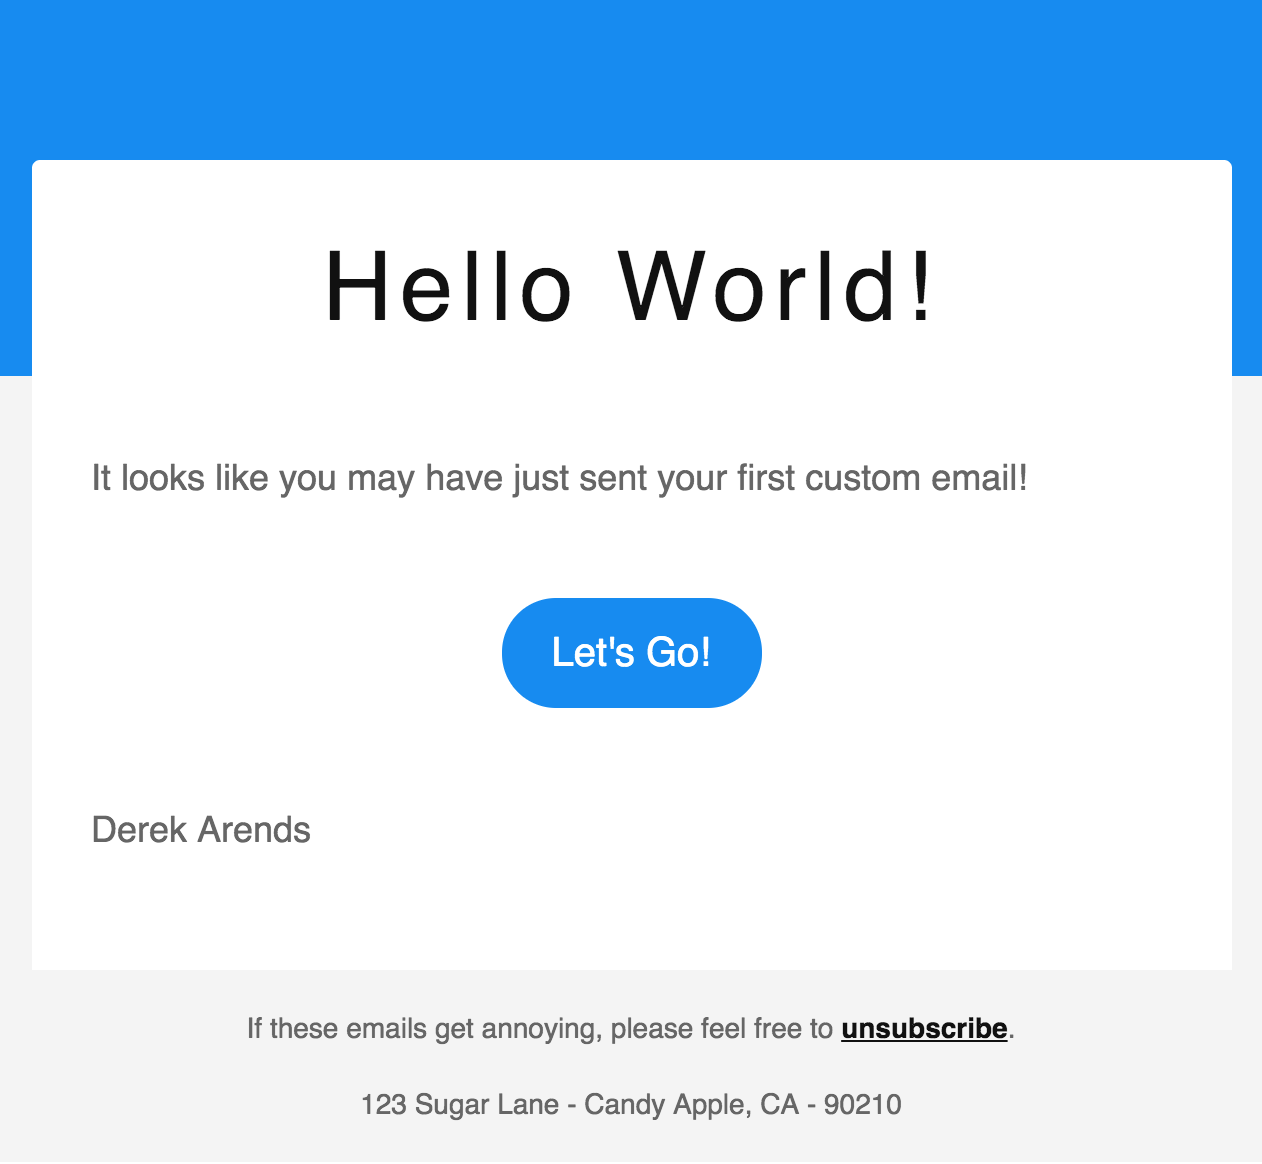 Hello World!
It looks like you may have just sent your first custom email!
Let's Go!
Derek Arends
If these emails get annoying, please feel free to unsubscribe.
123 Sugar Lane - Candy Apple, CA - 90210